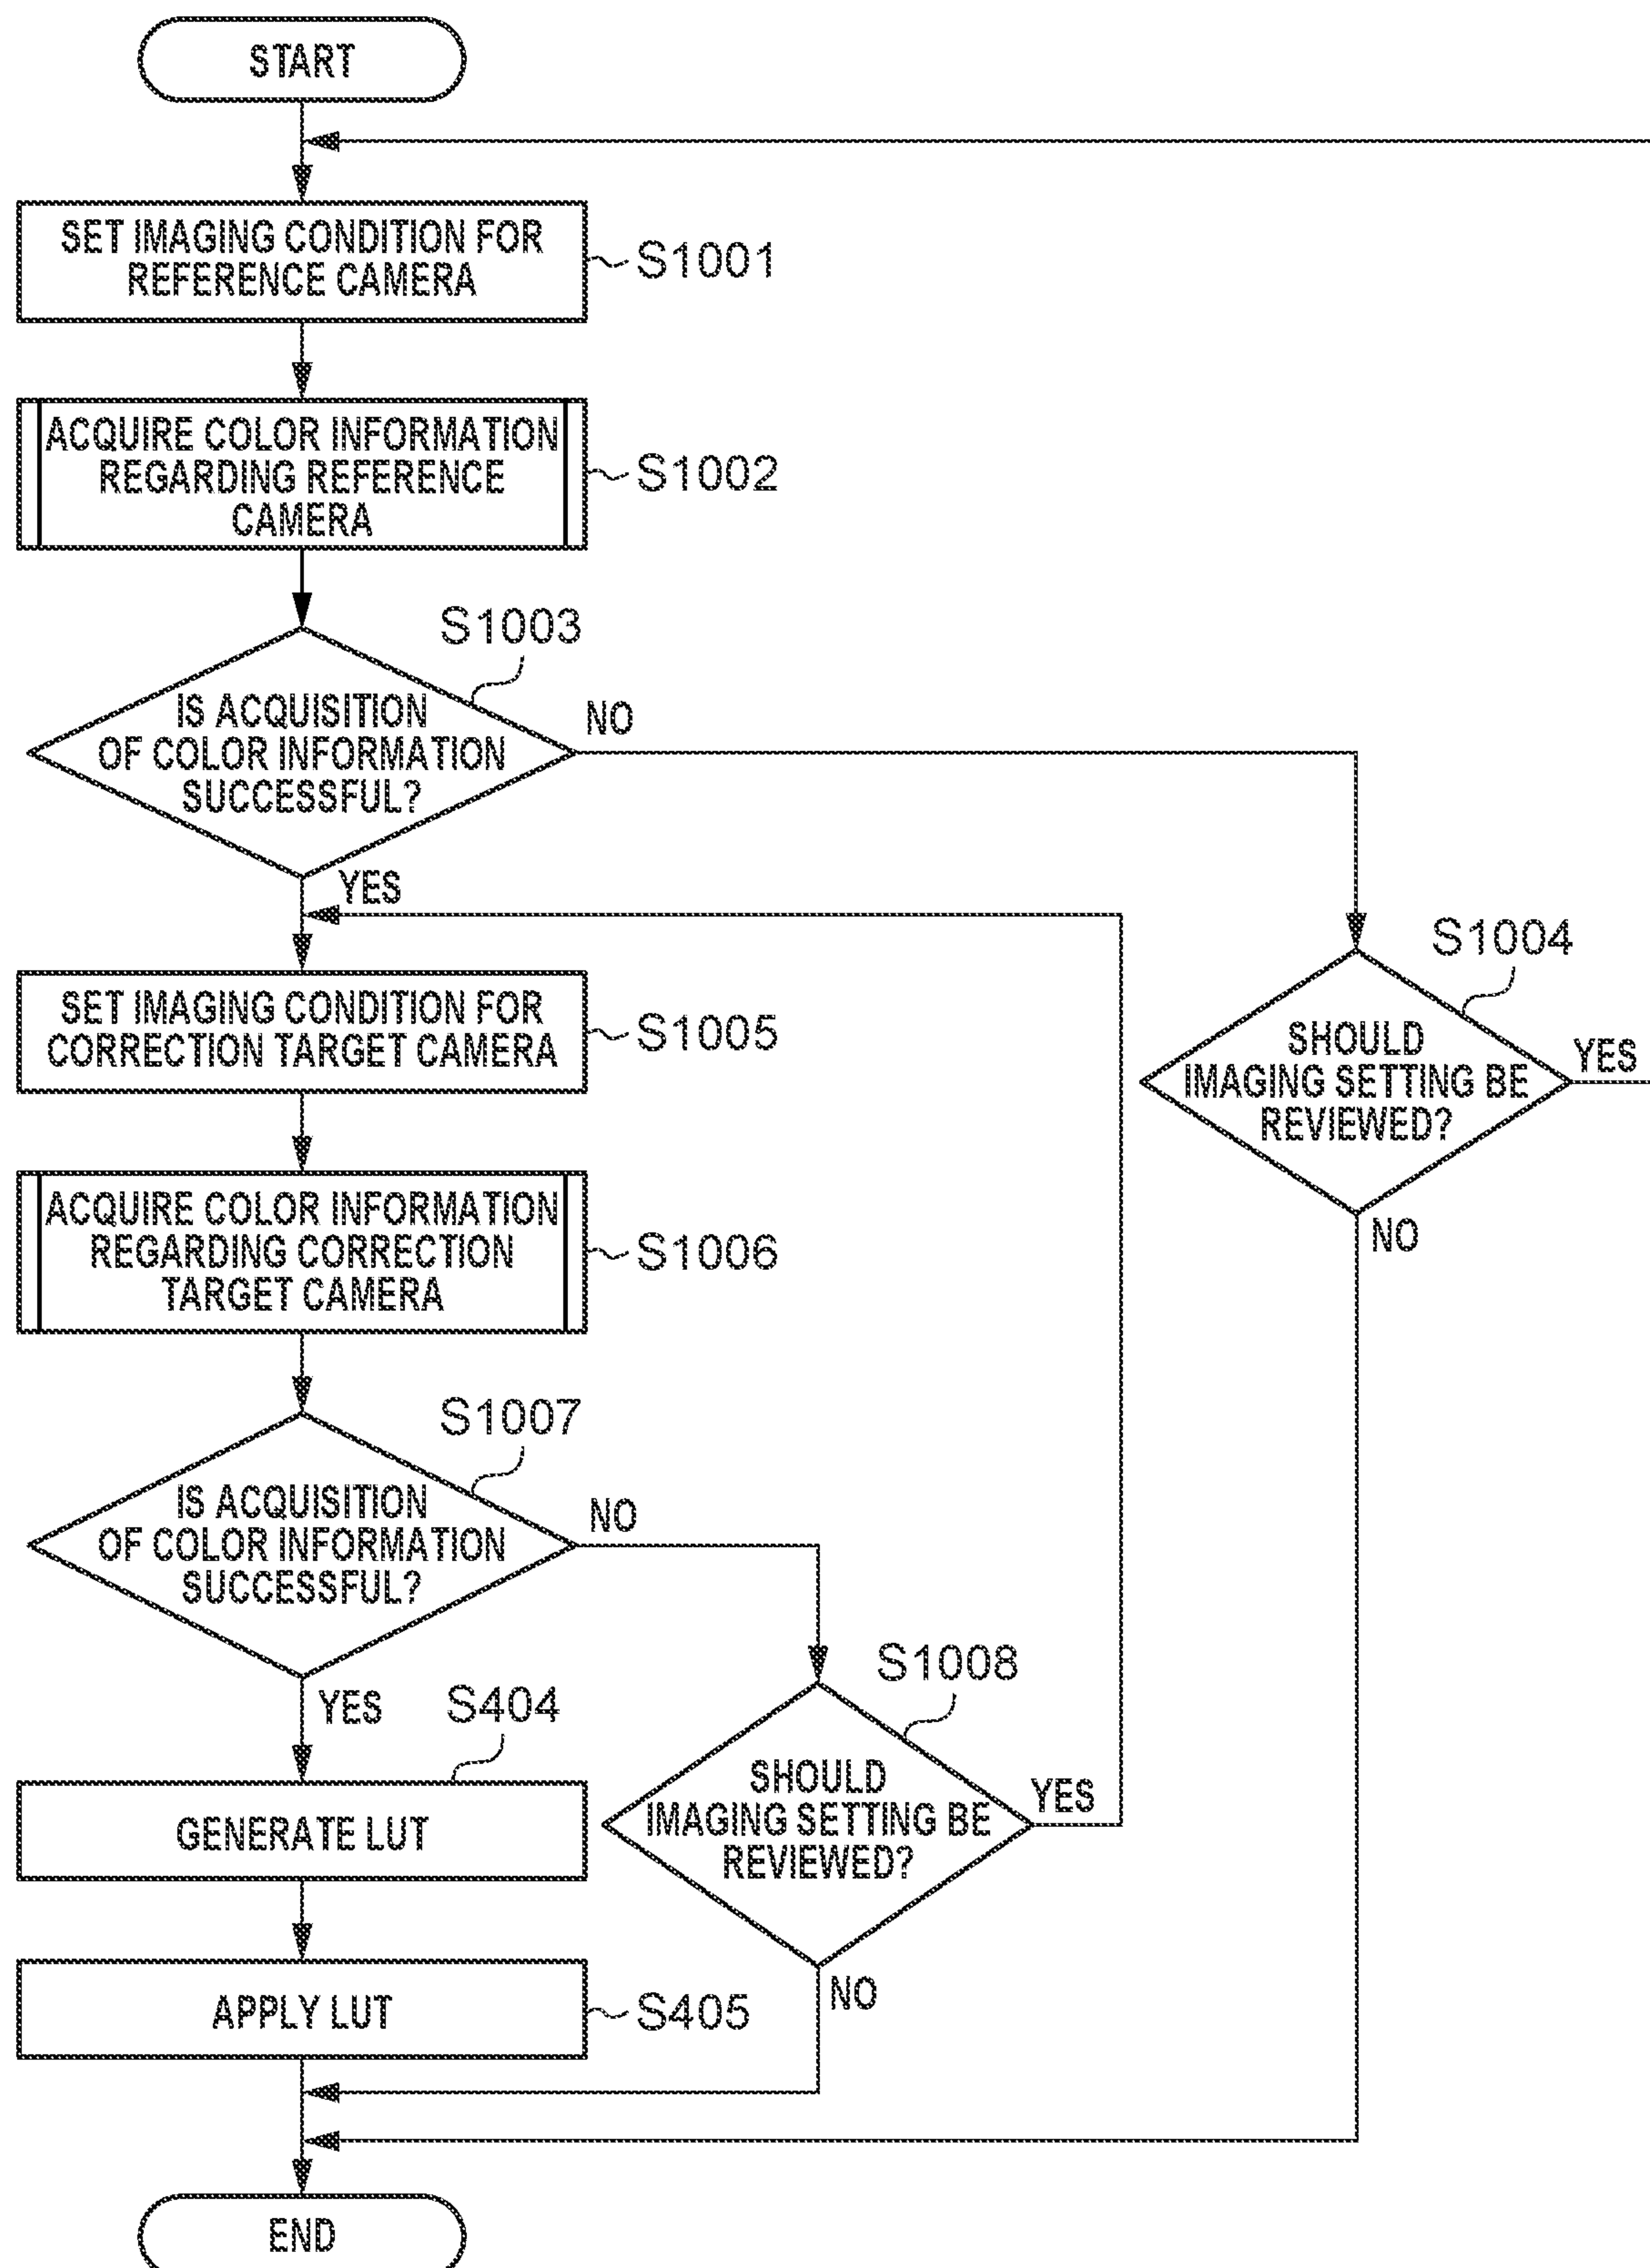 START
SET IMAGING CONDITION FOR
REFERENCE CAMERA
S1001
ACQUIRE COLOR INFORMATION
REGARDING REFERENCE
CAMERA
S1002
S1003
IS ACQUISITION
OF COLOR INFORMATION
SUCCESSFUL?
NO
YES
S1004
SHOULD
IMAGING SETTING BE
REVIEWED?
YES
NO
SET IMAGING CONDITION FOR
CORRECTION TARGET CAMERA
S1005
ACQUIRE COLOR INFORMATION
REGARDING CORRECTION
TARGET CAMERA
S1006
S1007
IS ACQUISITION
OF COLOR INFORMATION
SUCCESSFUL?
NO
YES
S1008
SHOULD
IMAGING SETTING BE
REVIEWED?
YES
NO
S404
GENERATE LUT
APPLY LUT
S405
END